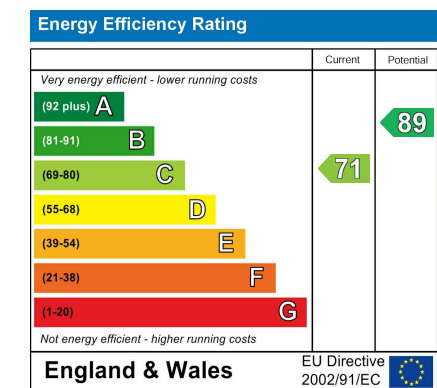 Energy Efficiency Rating
Current Potential
Very energy efficient - lower running costs
(92 plus) A
(81-91) B
(69-80) C
(55-68) D
(39-54) E
(21-38) F
(1-20) G
89
71
Not energy efficient - higher running costs
England & Wales
EU Directive
2002/91/EC